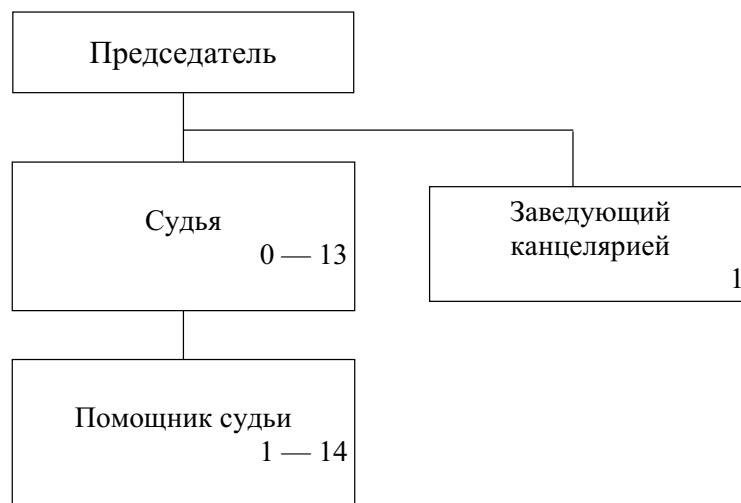 Председатель
Судья
0 — 13
Заведующий
канцелярией
1
Помощник судьи
1 — 14